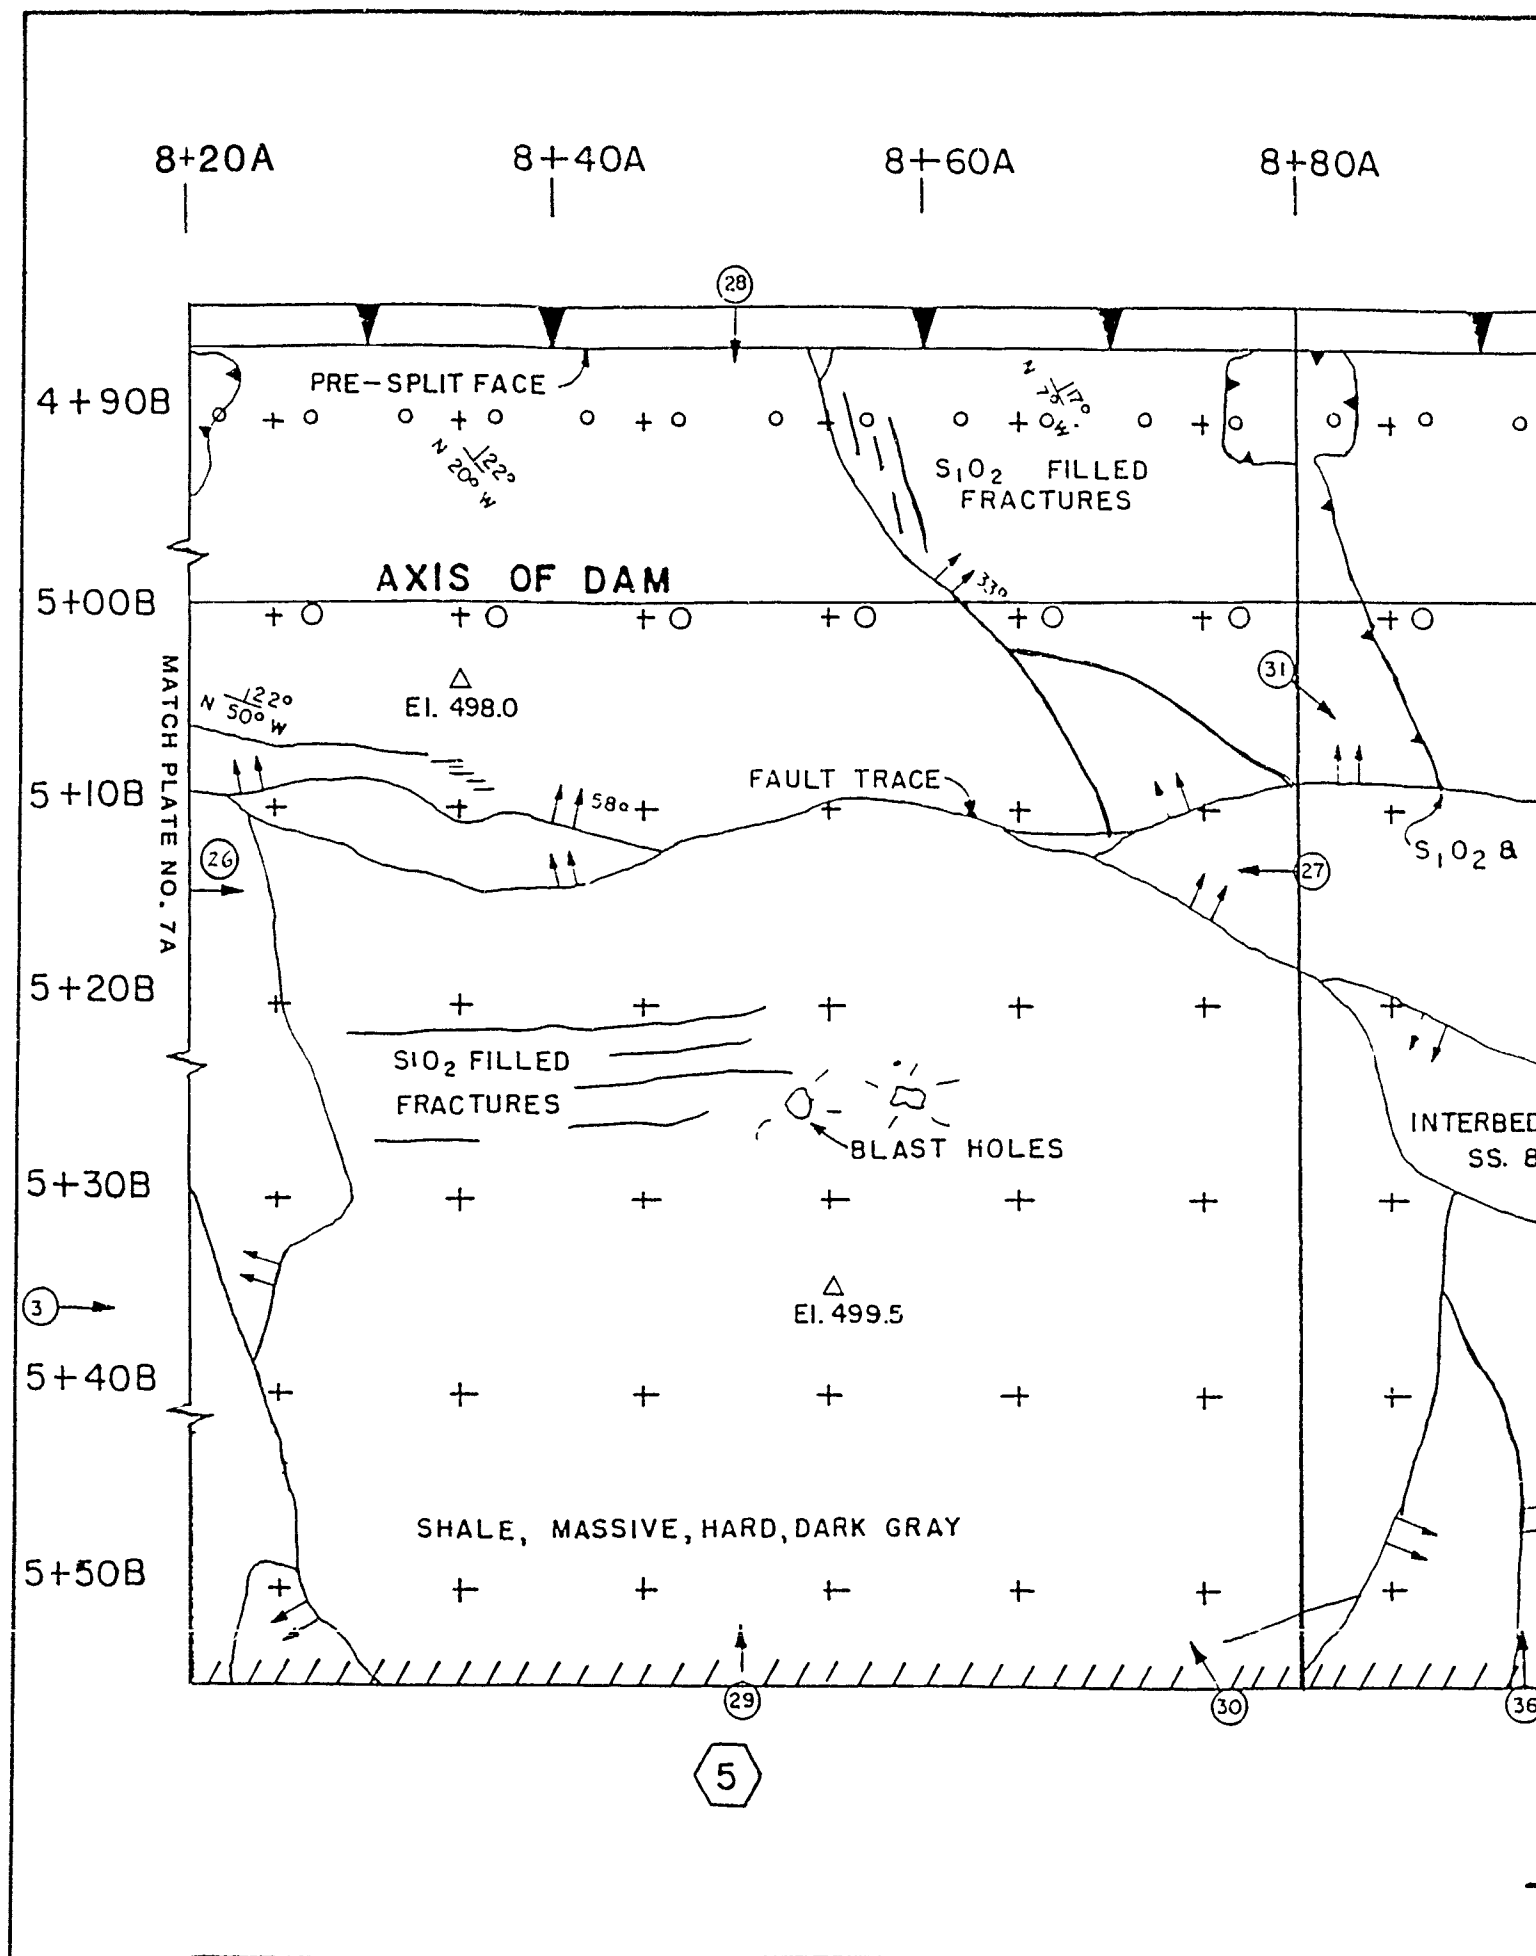 8+20A 8+40A 8+60A 8+80A
28
PRE-SPLIT FACE
4+90B
N 20° W 22°
N 7° W. 17°
S1O2 FILLED
FRACTURES
AXIS OF DAM
33°
5+00B
31
MATCH PLATE NO. 7A
N 50° W 22°
El. 498.0
FAULT TRACE
5+10B
58°
S1O2 &
26
27
5+20B
SIO2 FILLED
FRACTURES
BLAST HOLES
INTERBED
SS. &
5+30B
3
El. 499.5
5+40B
SHALE, MASSIVE, HARD, DARK GRAY
5+50B
29
30
36
5